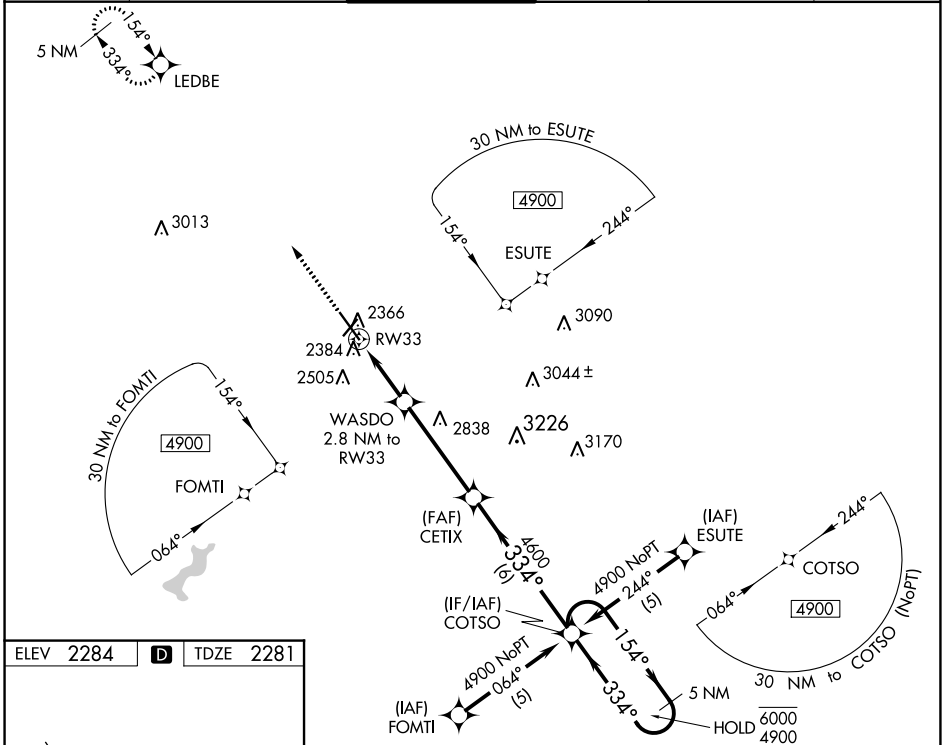 5 NM
154°
334°
LEDBE
30 NM to ESUTE
4900
154°
244°
ESUTE
3013
2366
RW33
2384
2505
3090
3044 ±
3226
3170
2838
WASDO
2.8 NM to
RW33
30 NM to FOMTI
154°
4900
FOMTI
064°
(FAF)
CETIX
4600
334°
(6)
(IAF)
ESUTE
4900 NoPT
244°
(5)
244°
COTSO
064°
4900
30 NM to COTSO (NoPT)
(IF/IAF)
COTSO
154°
334°
5 NM
HOLD
6000
4900
4900 NoPT
064°
(5)
(IAF)
FOMTI
ELEV 2284
D
TDZE 2281